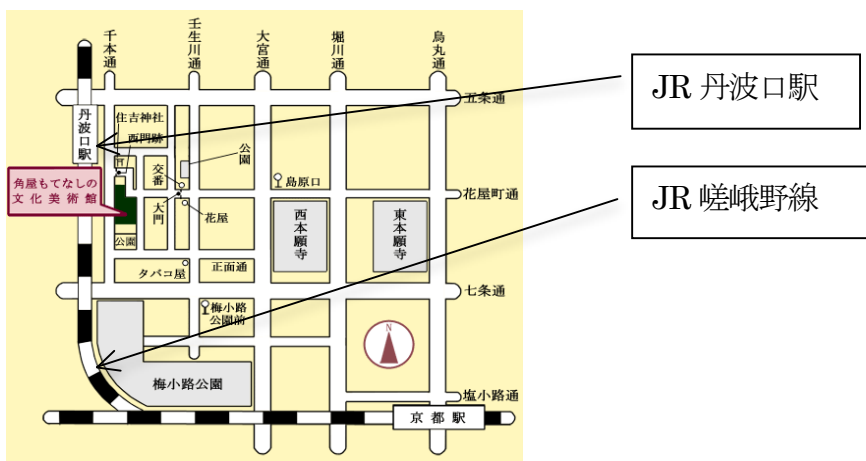 千本通
壬生川通
大宮通
堀川通
烏丸通
JR 丹波口駅
五条通
住吉神社
丹波口駅
西門跡
公園
交番
島原口
JR 嵯峨野線
角屋もてなしの
文化美術館
花屋町通
大門
花屋
西本願寺
東本願寺
公園
タバコ屋
正面通
七条通
梅小路
公園前
N
梅小路公園
塩小路通
京都駅